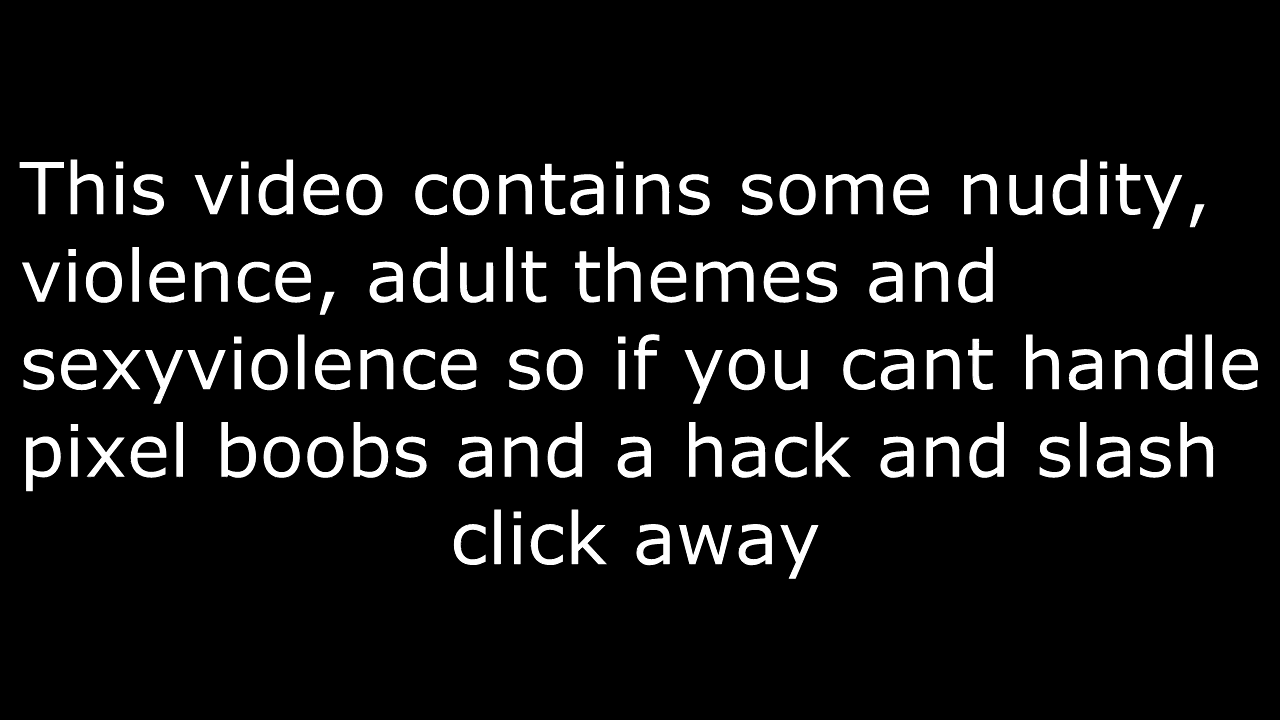 This video contains some nudity,
violence, adult themes and
sexyviolence so if you cant handle
pixel boobs and a hack and slash
click away